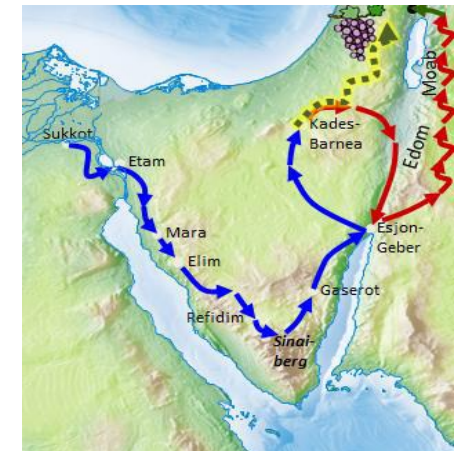 Sukkot
Etam
Mara
Elim
Refidim
Sinai-
berg
Gaserot
Esjon-
Geber
Kades-
Barnea
Edom
Moab